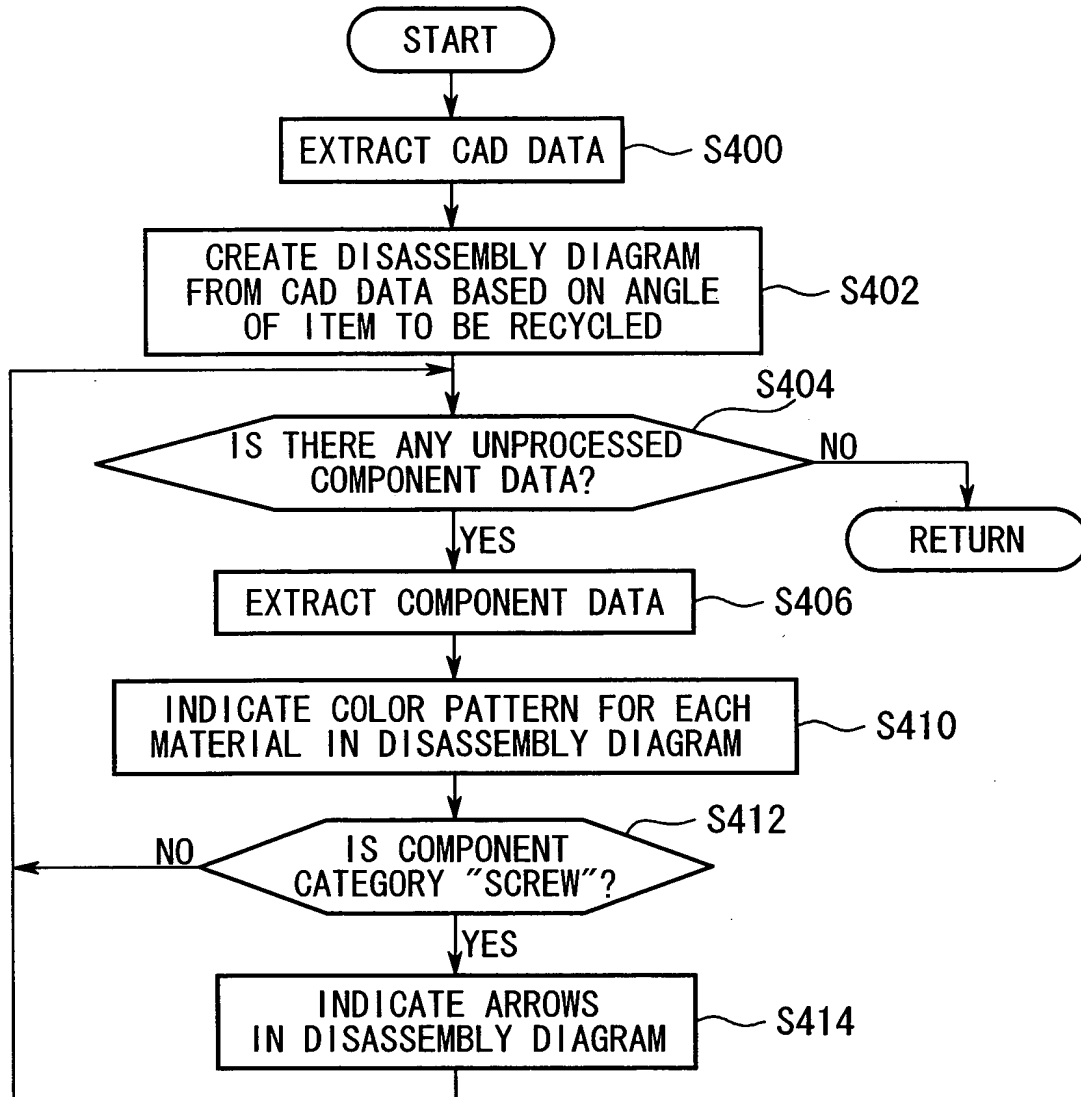 START
EXTRACT CAD DATA
S400
CREATE DISASSEMBLY DIAGRAM
FROM CAD DATA BASED ON ANGLE
OF ITEM TO BE RECYCLED
S402
S404
IS THERE ANY UNPROCESSED
COMPONENT DATA?
NO
RETURN
YES
EXTRACT COMPONENT DATA
S406
INDICATE COLOR PATTERN FOR EACH
MATERIAL IN DISASSEMBLY DIAGRAM
S410
S412
NO
IS COMPONENT
CATEGORY "SCREW"?
YES
INDICATE ARROWS
IN DISASSEMBLY DIAGRAM
S414